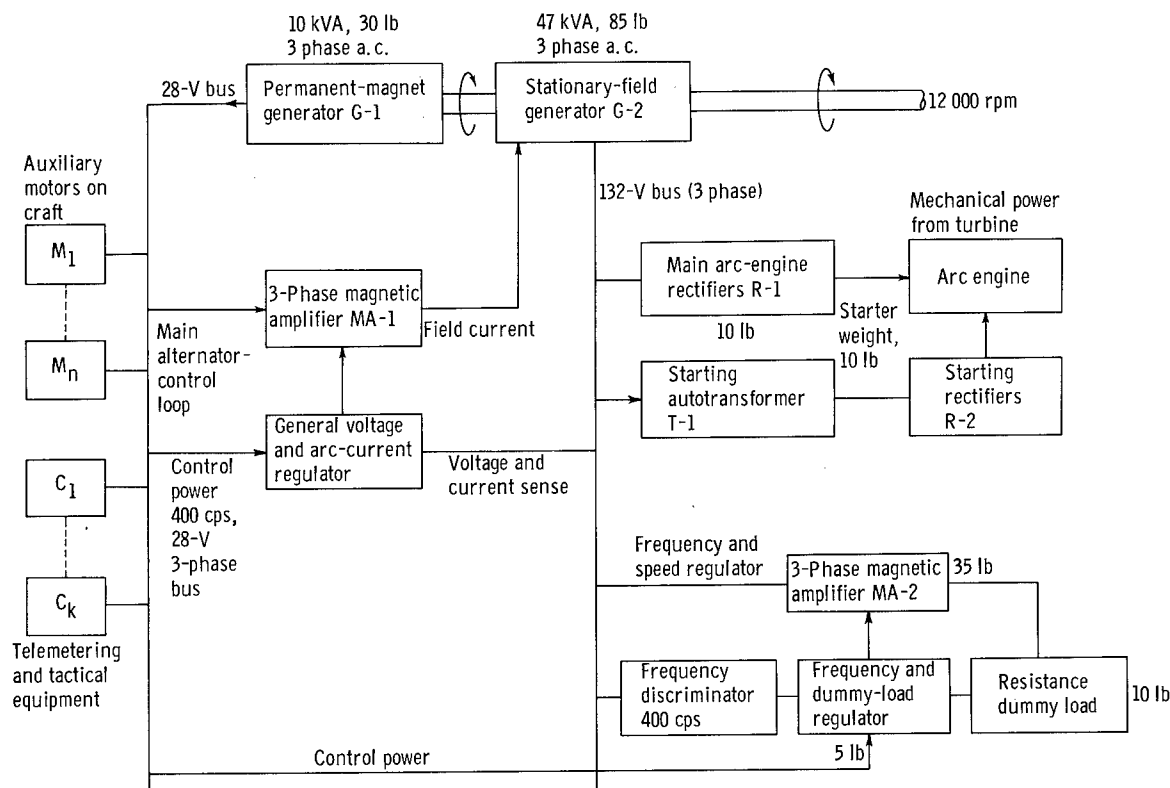 10 kVA, 30 lb
3 phase a. c.
47 kVA, 85 lb
3 phase a. c.
28-V bus
Permanent-magnet
generator G-1
Stationary-field
generator G-2
12 000 rpm
Auxiliary
motors on
craft
M1
Mn
132-V bus (3 phase)
Mechanical power
from turbine
Main arc-engine
rectifiers R-1
10 lb
Arc engine
Starter
weight,
10 lb
3-Phase magnetic
amplifier MA-1
Field current
Main
alternator-
control
loop
Starting
autotransformer
T-1
Starting
rectifiers
R-2
General voltage
and arc-current
regulator
Voltage and
current sense
C1
Ck
Control
power
400 cps,
28-V
3-phase
bus
Telemetering
and tactical
equipment
Frequency and
speed regulator
3-Phase magnetic
amplifier MA-2
35 lb
Frequency
discriminator
400 cps
Frequency and
dummy-load
regulator
Resistance
dummy load
10 lb
5 lb
Control power